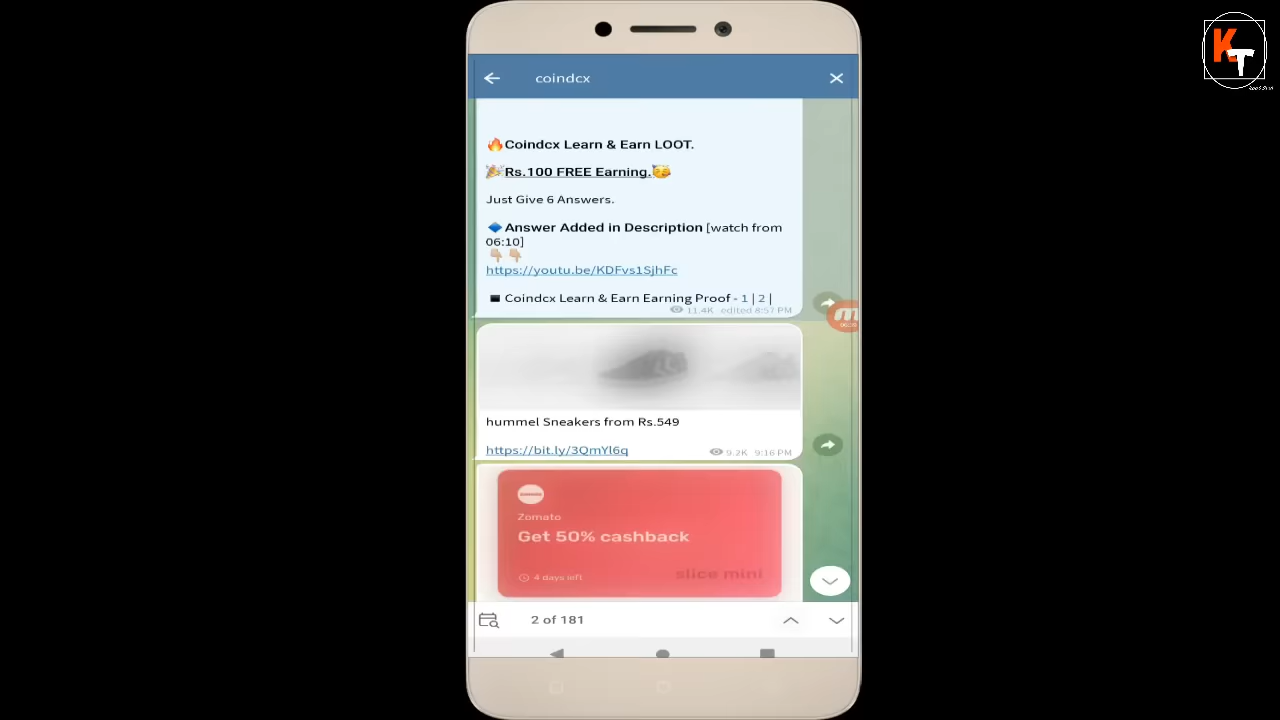 KT
coindcx
🔥Coindcx Learn & Earn LOOT.
🎉Rs.100 FREE Earning.🥳
Just Give 6 Answers.
🔷Answer Added in Description [watch from
06:10]
👇🏻👇🏻
https://youtu.be/KDFvs1SjhFc
Coindcx Learn & Earn Earning Proof - 1 | 2 |
11.4K edited 8:57 PM
hummel Sneakers from Rs.549
https://bit.ly/3QmYl6q
9.2K 9:16 PM
Zomato
Get 50% cashback
4 days left
slice mini
2 of 181